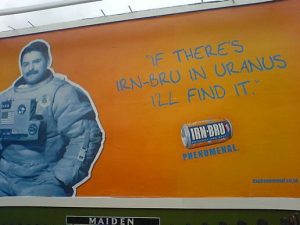 "IF THERE'S
IRN-BRU IN URANUS
I'LL FIND IT."
IRN-BRU
PHENOMENAL.
MAIDEN